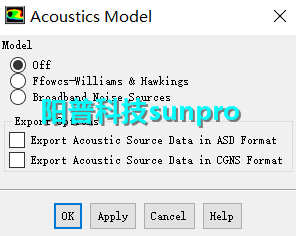 Acoustics Model
Model
Off
Ffowcs-Williams & Hawkings
Broadband Noise Sources
阳普科技sunpro
Export Options
Export Acoustic Source Data in ASD Format
Export Acoustic Source Data in CGNS Format
OK
Apply
Cancel
Help